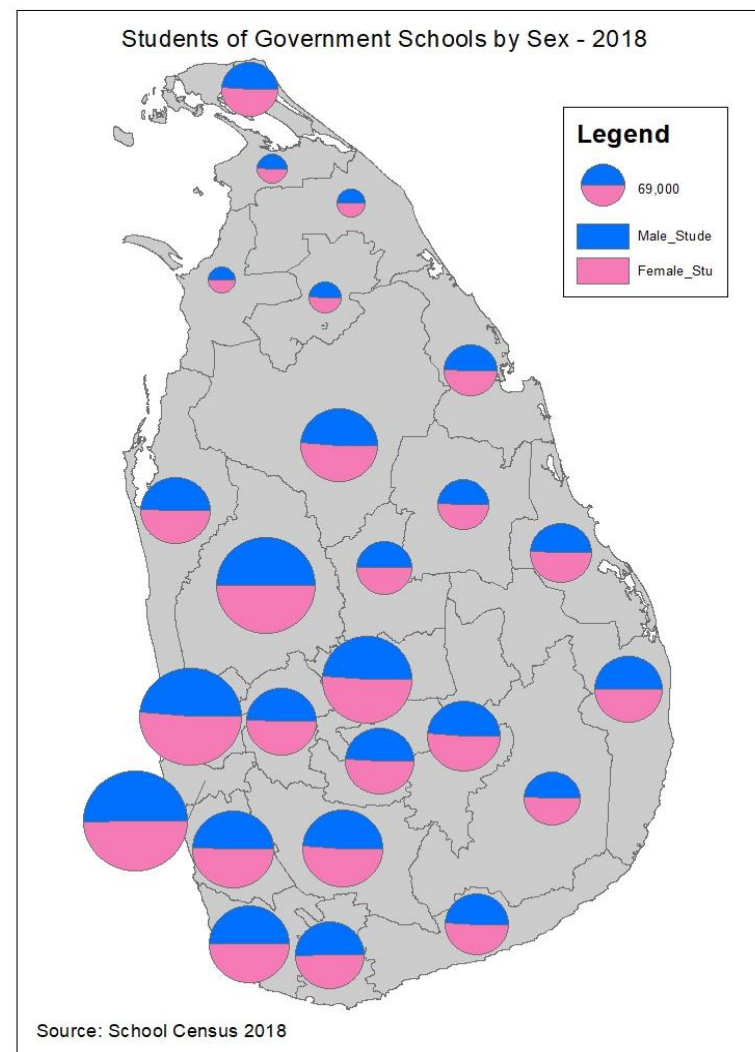 Students of Government Schools by Sex - 2018
Legend
69,000
Male_Stude
Female_Stu
Source: School Census 2018